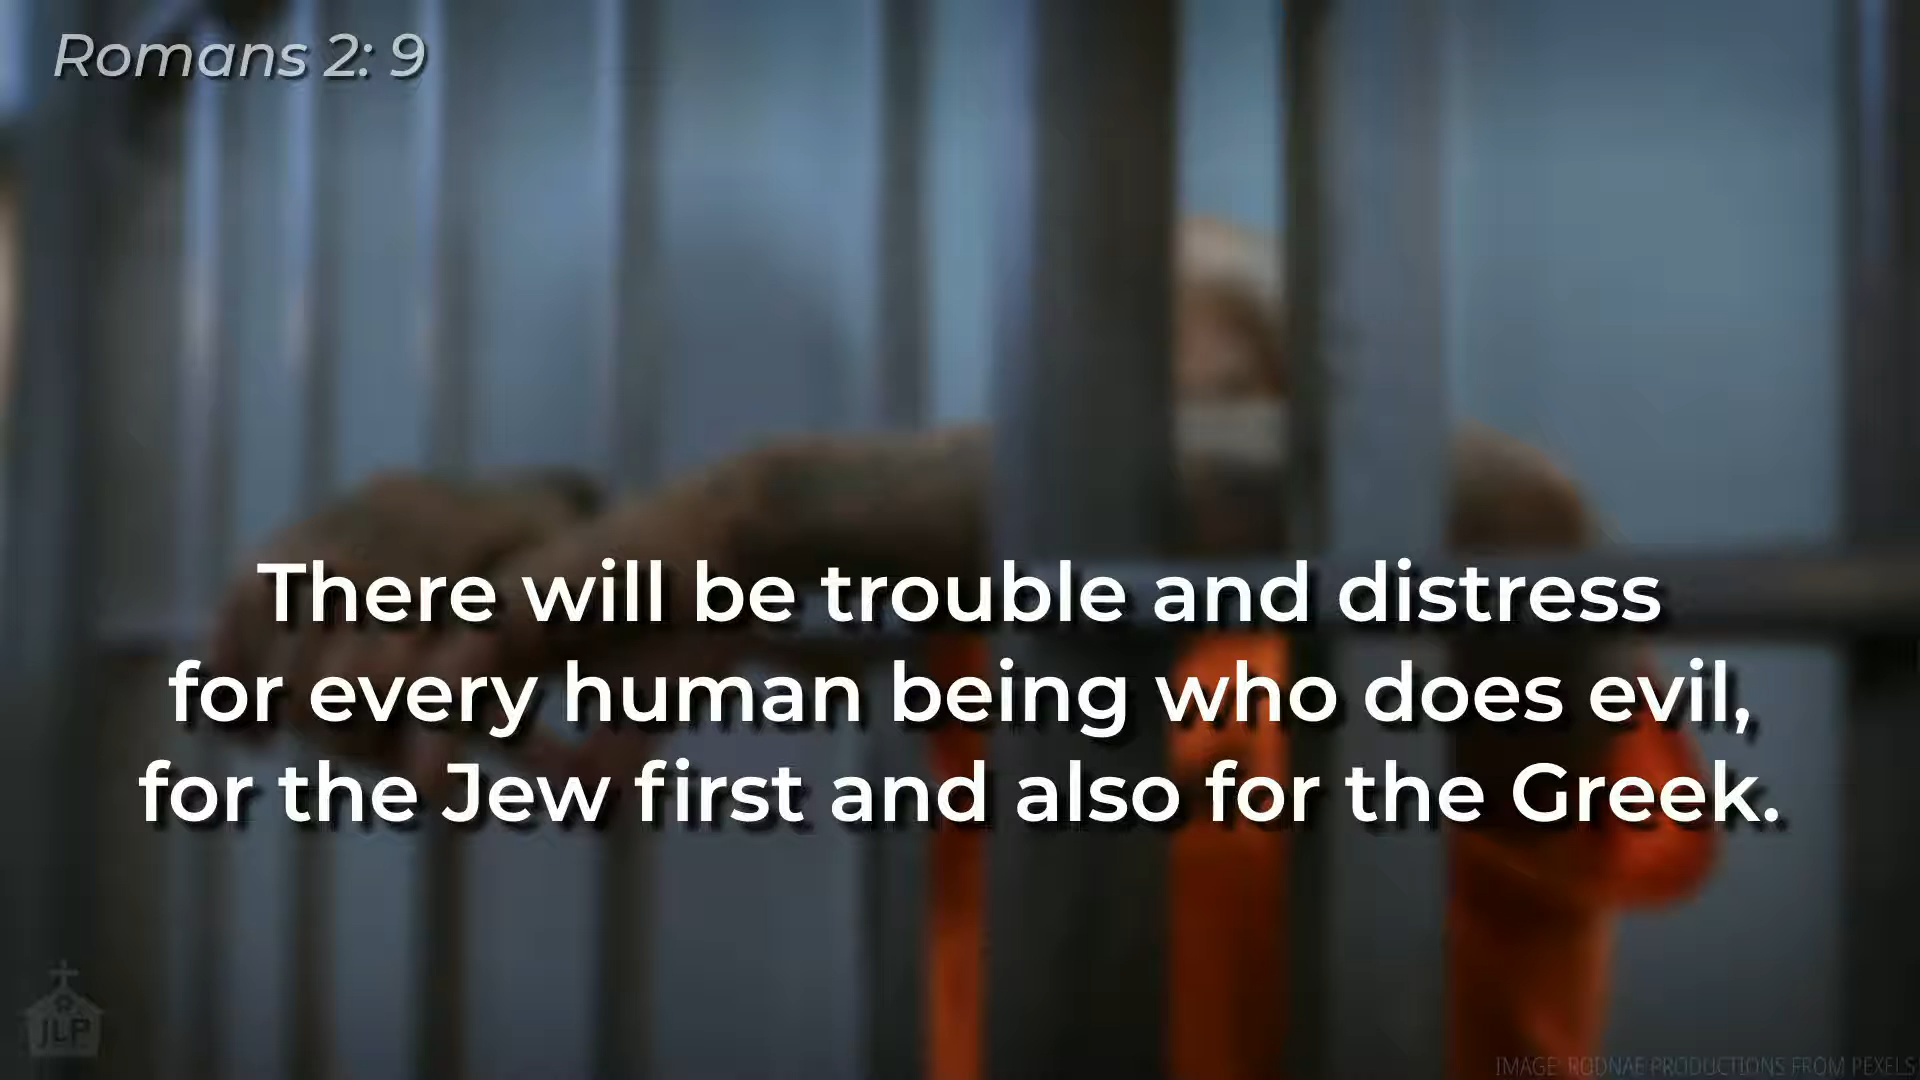 Romans 2: 9
There will be trouble and distress
for every human being who does evil,
for the Jew first and also for the Greek.
JLP
IMAGE: RODNAE PRODUCTIONS FROM PEXELS